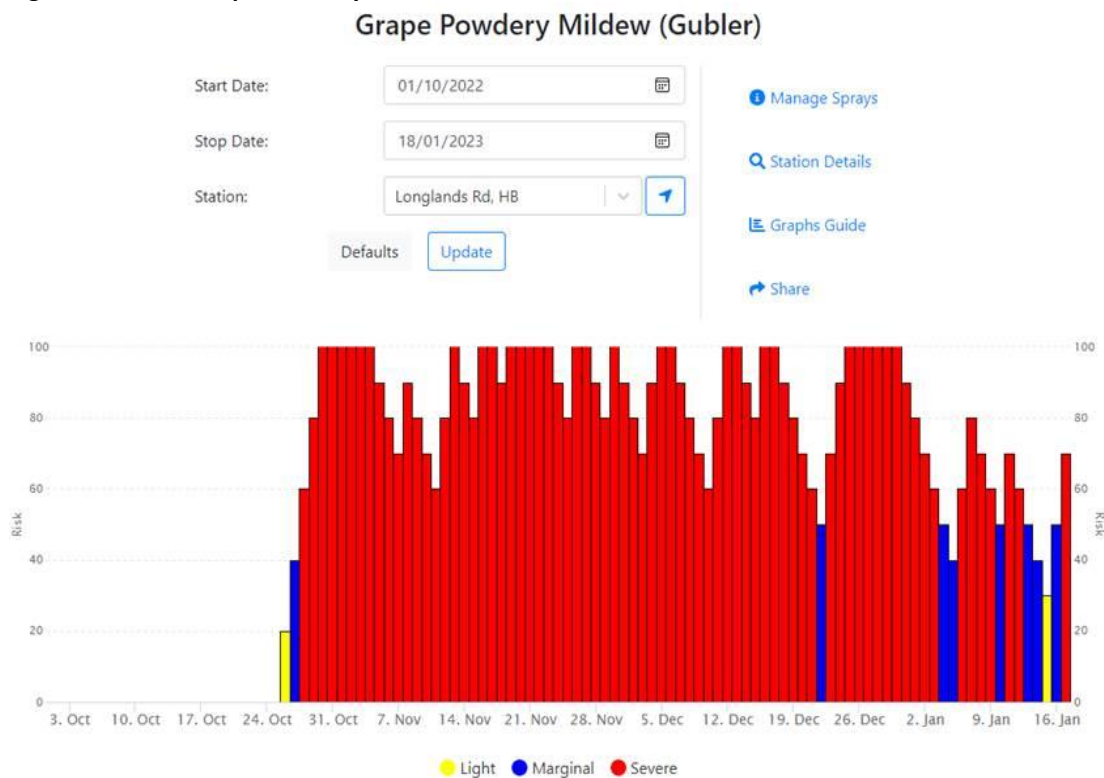 Grape Powdery Mildew (Gubler)
Start Date:
01/10/2022
Stop Date:
18/01/2023
Station:
Longlands Rd, HB
Defaults
Update
Manage Sprays
Station Details
Graphs Guide
Share
100
80
60
40
20
0
Risk
100
80
60
40
20
0
Risk
3. Oct 10. Oct 17. Oct 24. Oct 31. Oct 7. Nov 14. Nov 21. Nov 28. Nov 5. Dec 12. Dec 19. Dec 26. Dec 2. Jan 9. Jan 16. Jan
Light Marginal Severe